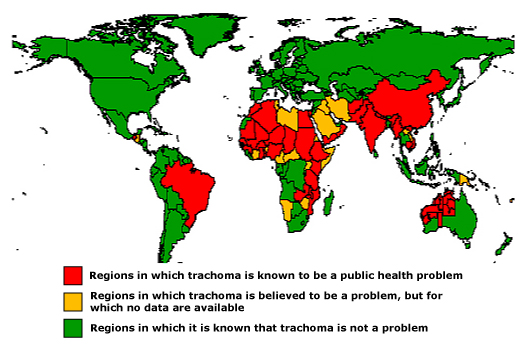 Regions in which trachoma is known to be a public health problem
Regions in which trachoma is believed to be a problem, but for
which no data are available
Regions in which it is known that trachoma is not a problem